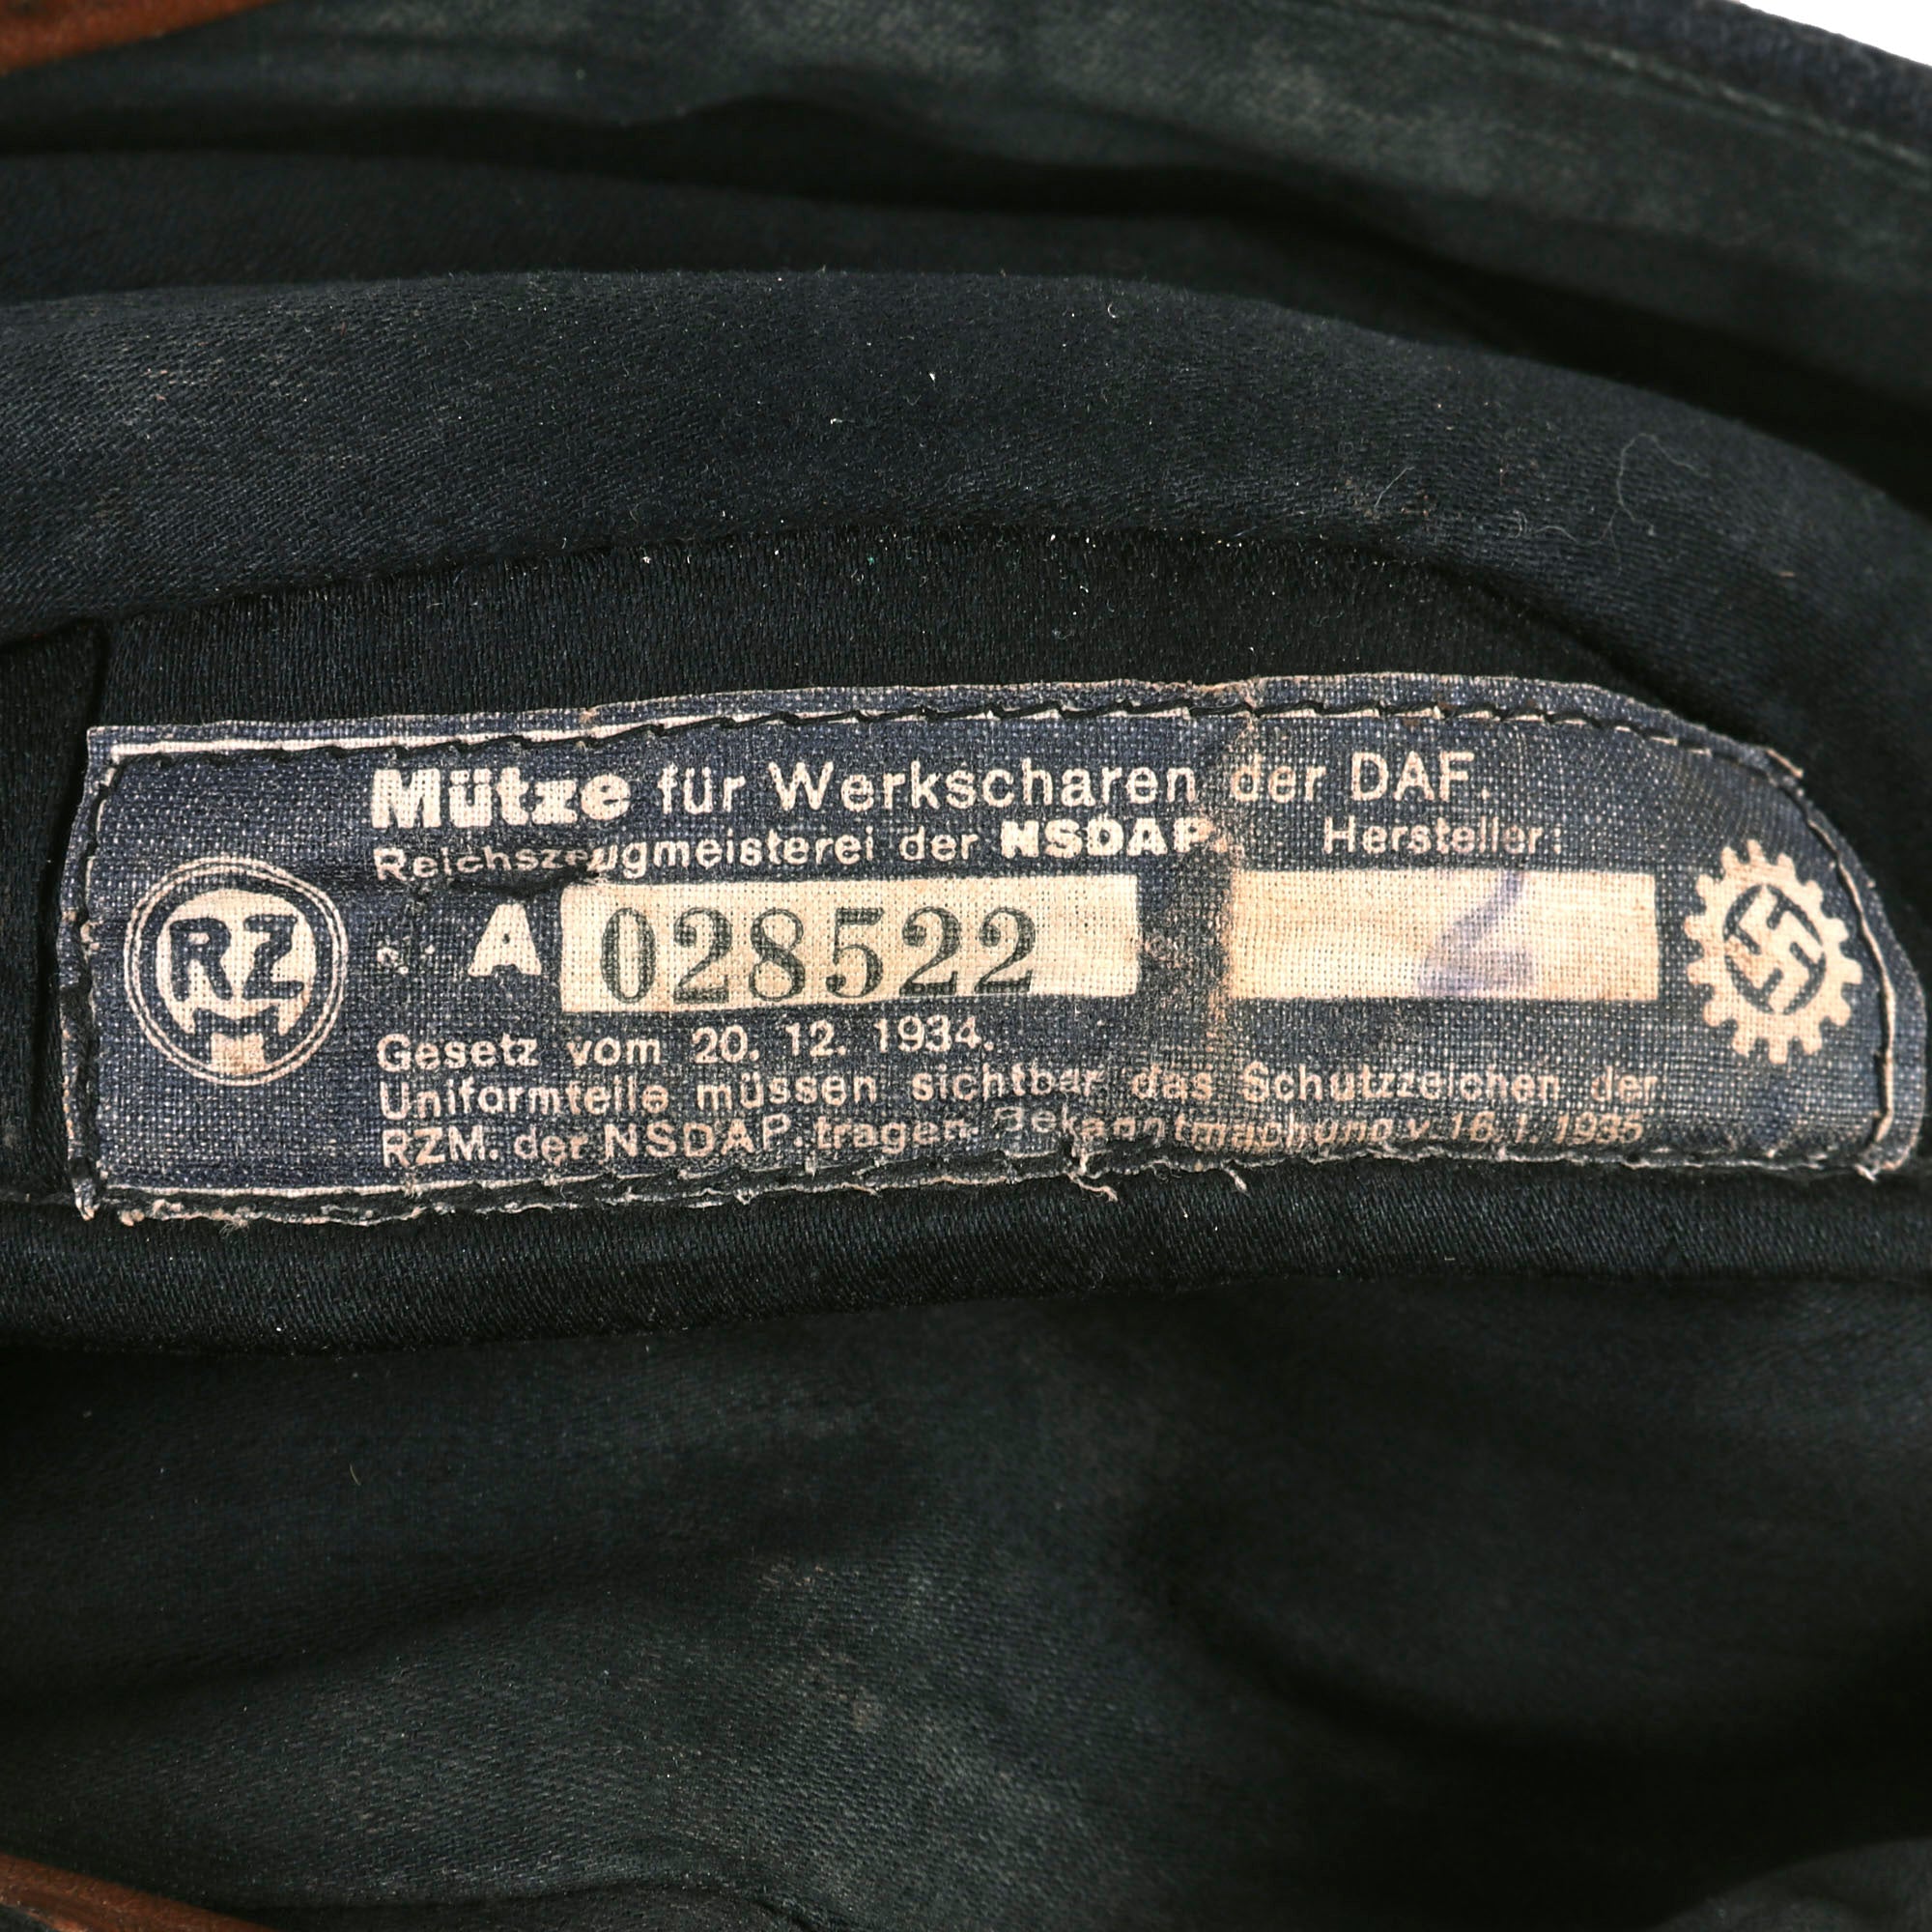 Mütze für Werkscharen der DAF.
Reichszeugmeisterei der NSDAP. Hersteller:
RZM A 028522
Gesetz vom 20. 12. 1934.
Uniformteile müssen sichtbar das Schutzzeichen der
RZM. der NSDAP. tragen. Bekanntmachung v. 16. 1. 1935